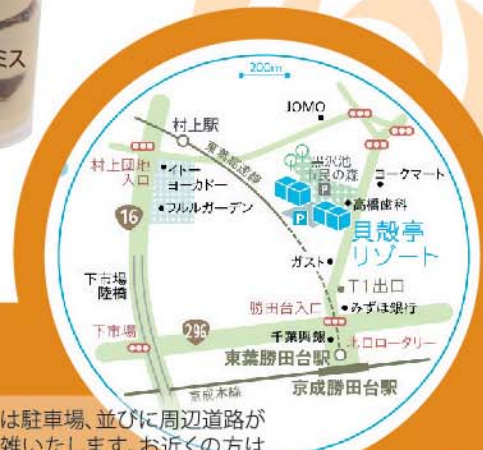 ミス
200m
JOMO
村上駅
東葉高速線
黒沢池
市民の森
P
村上団地
入口
•イトー
ヨーカドー
•フルルガーデン
ヨークマート
•高橋歯科
P
貝殻亭
リゾート
16
ガスト•
下市場
陸橋
T1出口
勝田台入口
•みずほ銀行
下市場
296
千葉興銀•
北口ロータリー
東葉勝田台駅
京成本線
京成勝田台駅
は駐車場、並びに周辺道路が
雑いたします。お近くの方は